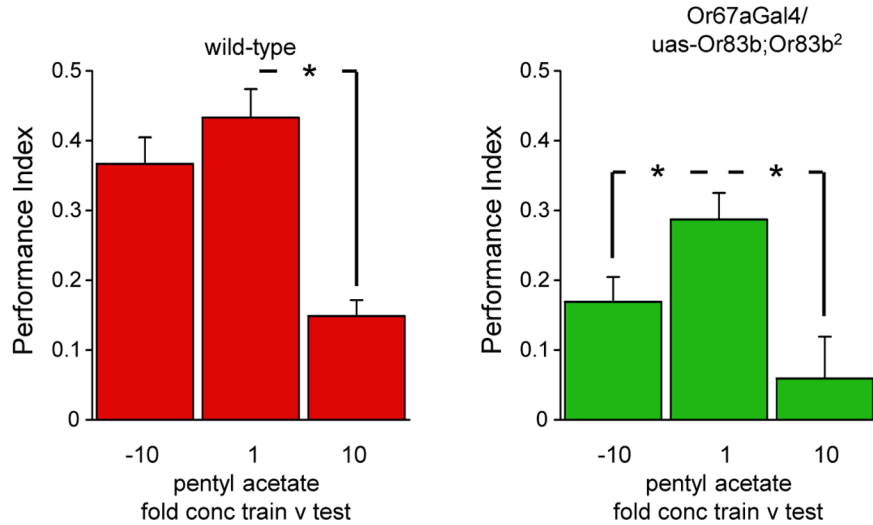 wild-type
0.5
0.4
0.3
0.2
0.1
0
Performance Index
*
-10 1 10
pentyl acetate
fold conc train v test
Or67aGal4/
uas-Or83b;Or83b²
0.5
0.4
0.3
0.2
0.1
0
Performance Index
* *
-10 1 10
pentyl acetate
fold conc train v test